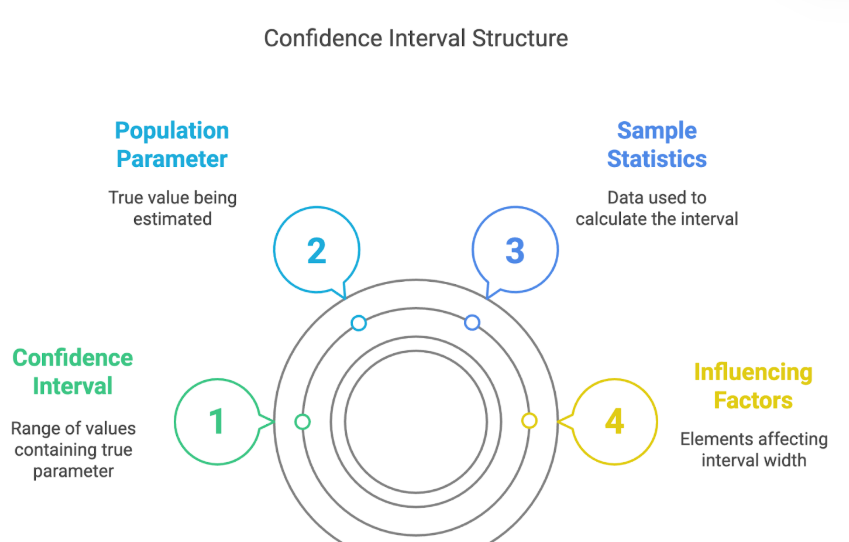 Confidence Interval Structure
Population
Parameter
True value being
estimated
2
Sample
Statistics
Data used to
calculate the interval
3
Confidence
Interval
Range of values
containing true
parameter
1
Influencing
Factors
Elements affecting
interval width
4